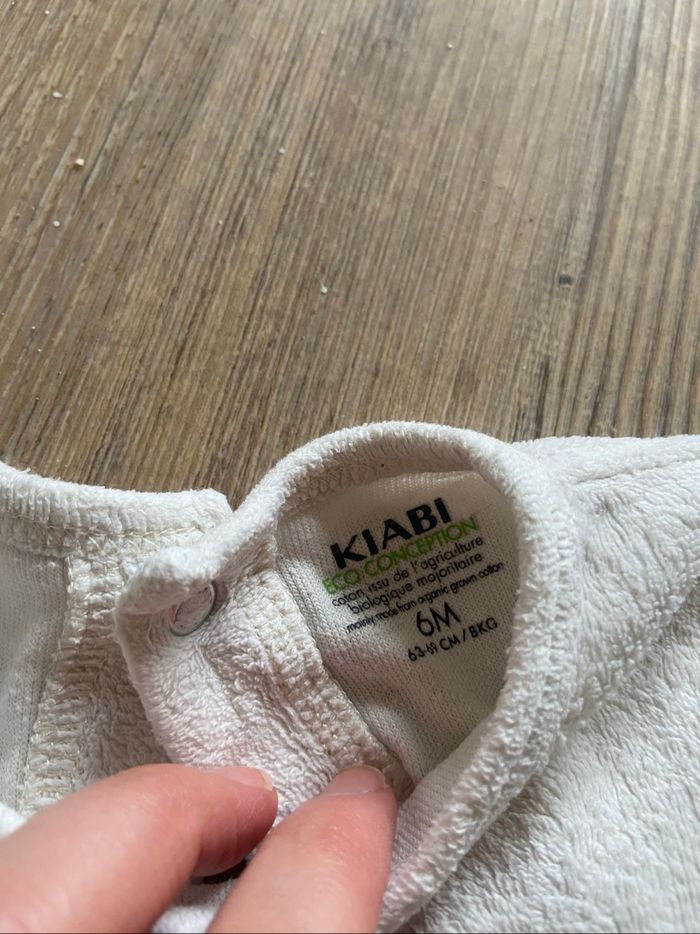 KIABI
ECO CONCEPTION
coton issu de l'agriculture
biologique majoritaire
mainly made from organic grown cotton
6M
63-69 CM / 8KG